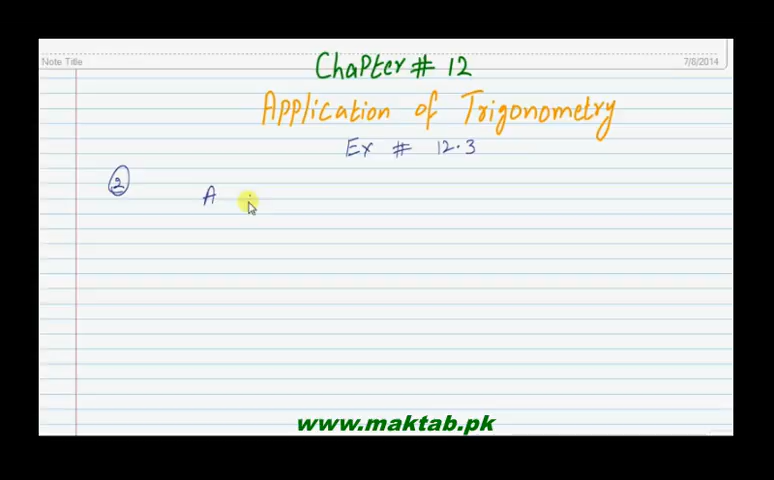 Chapter # 12
Note Title
7/8/2014
Application of Trigonometry
Ex # 12.3
2
A
www.maktab.pk